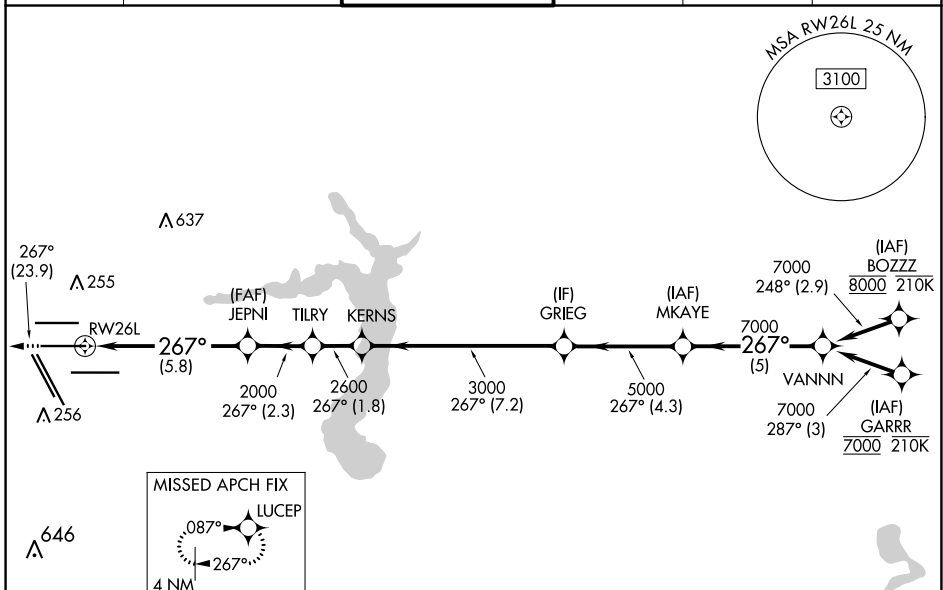 MSA RW26L 25 NM
3100
637
267°
(23.9)
255
RW26L
256
646
267°
(5.8)
(FAF)
JEPNI
2000
267° (2.3)
TILRY
2600
267° (1.8)
KERNS
3000
267° (7.2)
(IF)
GRIEG
5000
267° (4.3)
(IAF)
MKAYE
7000
267°
(5)
VANNN
7000
248° (2.9)
(IAF)
BOZZZ
8000 210K
7000
287° (3)
(IAF)
GARRR
7000 210K
MISSED APCH FIX
LUCEP
087°
267°
4 NM